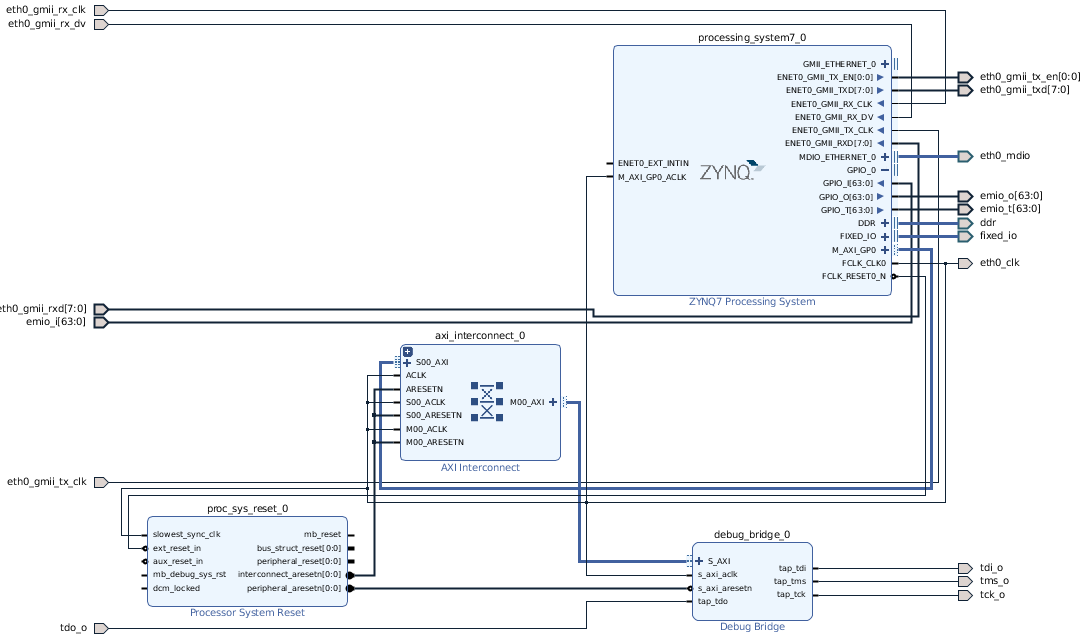 eth0_gmii_rx_clk
eth0_gmii_rx_dv
processing_system7_0
GMII_ETHERNET_0
ENET0_GMII_TX_EN[0:0]
ENET0_GMII_TXD[7:0]
ENET0_GMII_RX_CLK
ENET0_GMII_RX_DV
ENET0_GMII_TX_CLK
ENET0_GMII_RXD[7:0]
MDIO_ETHERNET_0
GPIO_0
GPIO_I[63:0]
GPIO_O[63:0]
GPIO_T[63:0]
DDR
FIXED_IO
M_AXI_GP0
FCLK_CLK0
FCLK_RESET0_N
ENET0_EXT_INTIN
M_AXI_GP0_ACLK
ZYNQ
ZYNQ7 Processing System
eth0_gmii_tx_en[0:0]
eth0_gmii_txd[7:0]
eth0_mdio
emio_o[63:0]
emio_t[63:0]
ddr
fixed_io
eth0_clk
eth0_gmii_rxd[7:0]
emio_i[63:0]
axi_interconnect_0
S00_AXI
ACLK
ARESETN
S00_ACLK
S00_ARESETN
M00_ACLK
M00_ARESETN
M00_AXI
AXI Interconnect
eth0_gmii_tx_clk
proc_sys_reset_0
slowest_sync_clk
ext_reset_in
aux_reset_in
mb_debug_sys_rst
dcm_locked
mb_reset
bus_struct_reset[0:0]
peripheral_reset[0:0]
interconnect_aresetn[0:0]
peripheral_aresetn[0:0]
Processor System Reset
debug_bridge_0
S_AXI
s_axi_aclk
s_axi_aresetn
tap_tdo
tap_tdi
tap_tms
tap_tck
Debug Bridge
tdi_o
tms_o
tck_o
tdo_o